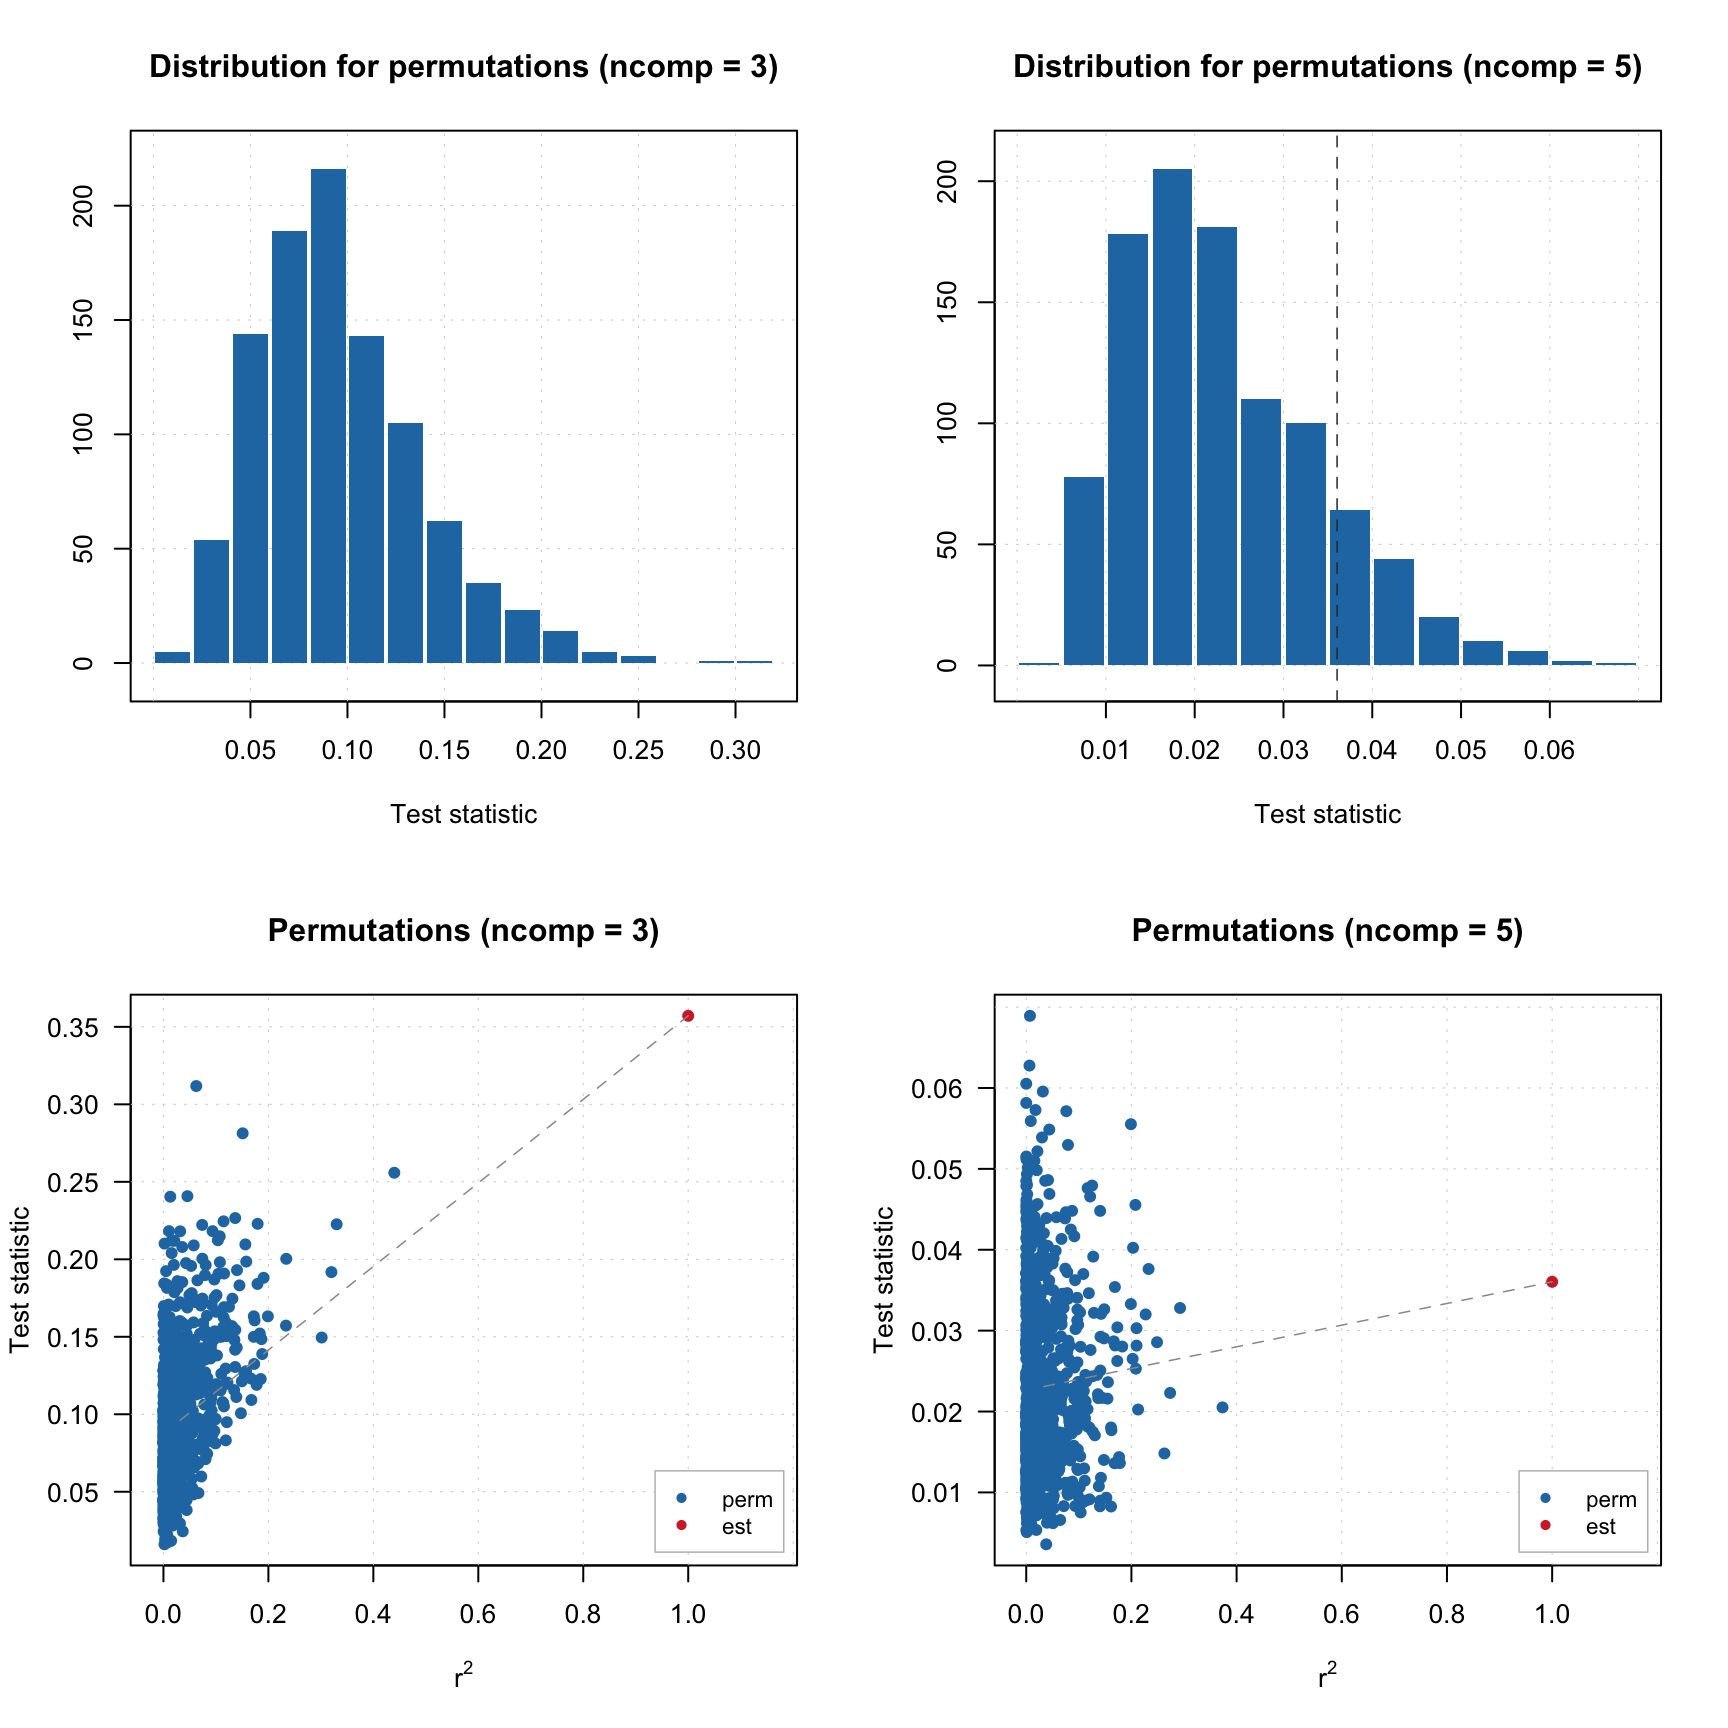 Distribution for permutations (ncomp = 3)
200
150
100
50
0
0.05 0.10 0.15 0.20 0.25 0.30
Test statistic
Distribution for permutations (ncomp = 5)
200
150
100
50
0
0.01 0.02 0.03 0.04 0.05 0.06
Test statistic
Permutations (ncomp = 3)
Test statistic
0.35
0.30
0.25
0.20
0.15
0.10
0.05
perm
est
0.0 0.2 0.4 0.6 0.8 1.0
r²
Permutations (ncomp = 5)
Test statistic
0.06
0.05
0.04
0.03
0.02
0.01
perm
est
0.0 0.2 0.4 0.6 0.8 1.0
r²